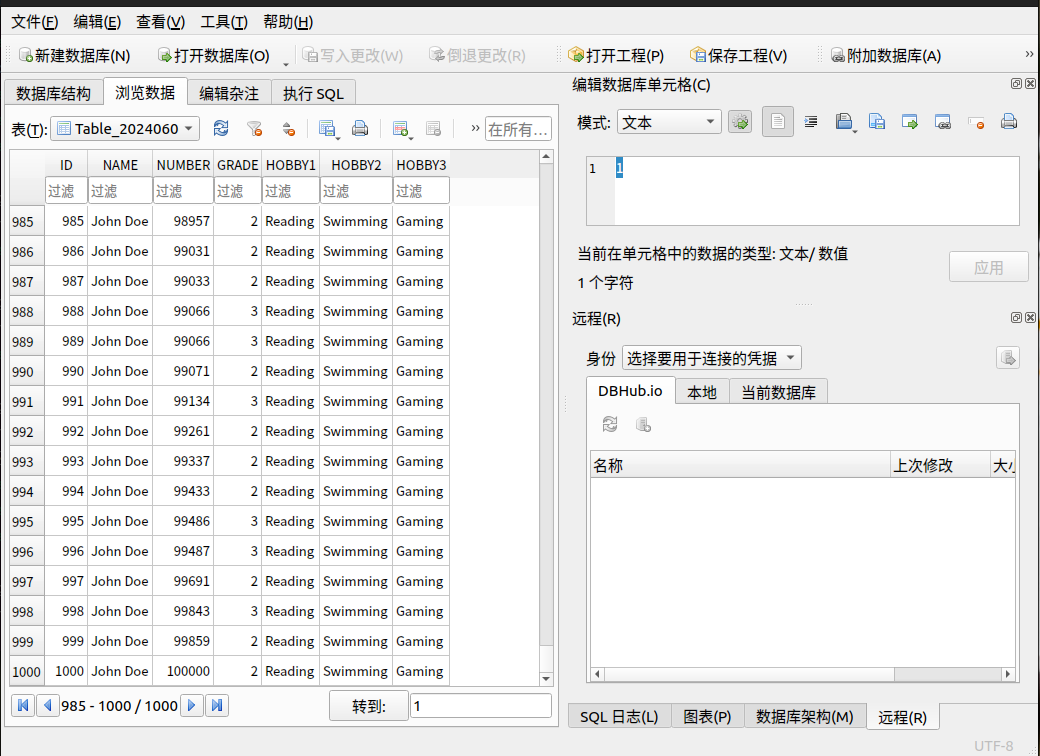 文件(F) 编辑(E) 查看(V) 工具(T) 帮助(H)
新建数据库(N) 打开数据库(O) 写入更改(W) 倒退更改(R) 打开工程(P) 保存工程(V) 附加数据库(A) »
数据库结构 浏览数据 编辑杂注 执行 SQL
表(T): Table_2024060 » 在所有...
ID NAME NUMBER GRADE HOBBY1 HOBBY2 HOBBY3
过滤 过滤 过滤 过滤 过滤 过滤 过滤
985 985 John Doe 98957 2 Reading Swimming Gaming
986 986 John Doe 99031 2 Reading Swimming Gaming
987 987 John Doe 99033 2 Reading Swimming Gaming
988 988 John Doe 99066 3 Reading Swimming Gaming
989 989 John Doe 99066 3 Reading Swimming Gaming
990 990 John Doe 99071 2 Reading Swimming Gaming
991 991 John Doe 99134 3 Reading Swimming Gaming
992 992 John Doe 99261 2 Reading Swimming Gaming
993 993 John Doe 99337 2 Reading Swimming Gaming
994 994 John Doe 99433 2 Reading Swimming Gaming
995 995 John Doe 99486 3 Reading Swimming Gaming
996 996 John Doe 99487 3 Reading Swimming Gaming
997 997 John Doe 99691 2 Reading Swimming Gaming
998 998 John Doe 99843 3 Reading Swimming Gaming
999 999 John Doe 99859 2 Reading Swimming Gaming
1000 1000 John Doe 100000 2 Reading Swimming Gaming
985 - 1000 / 1000 转到: 1
编辑数据库单元格(C)
模式: 文本
1 1
当前在单元格中的数据的类型: 文本/ 数值
1 个字符
应用
远程(R)
身份 选择要用于连接的凭据
DBHub.io 本地 当前数据库
名称 上次修改 大小
SQL 日志(L) 图表(P) 数据库架构(M) 远程(R)
UTF-8